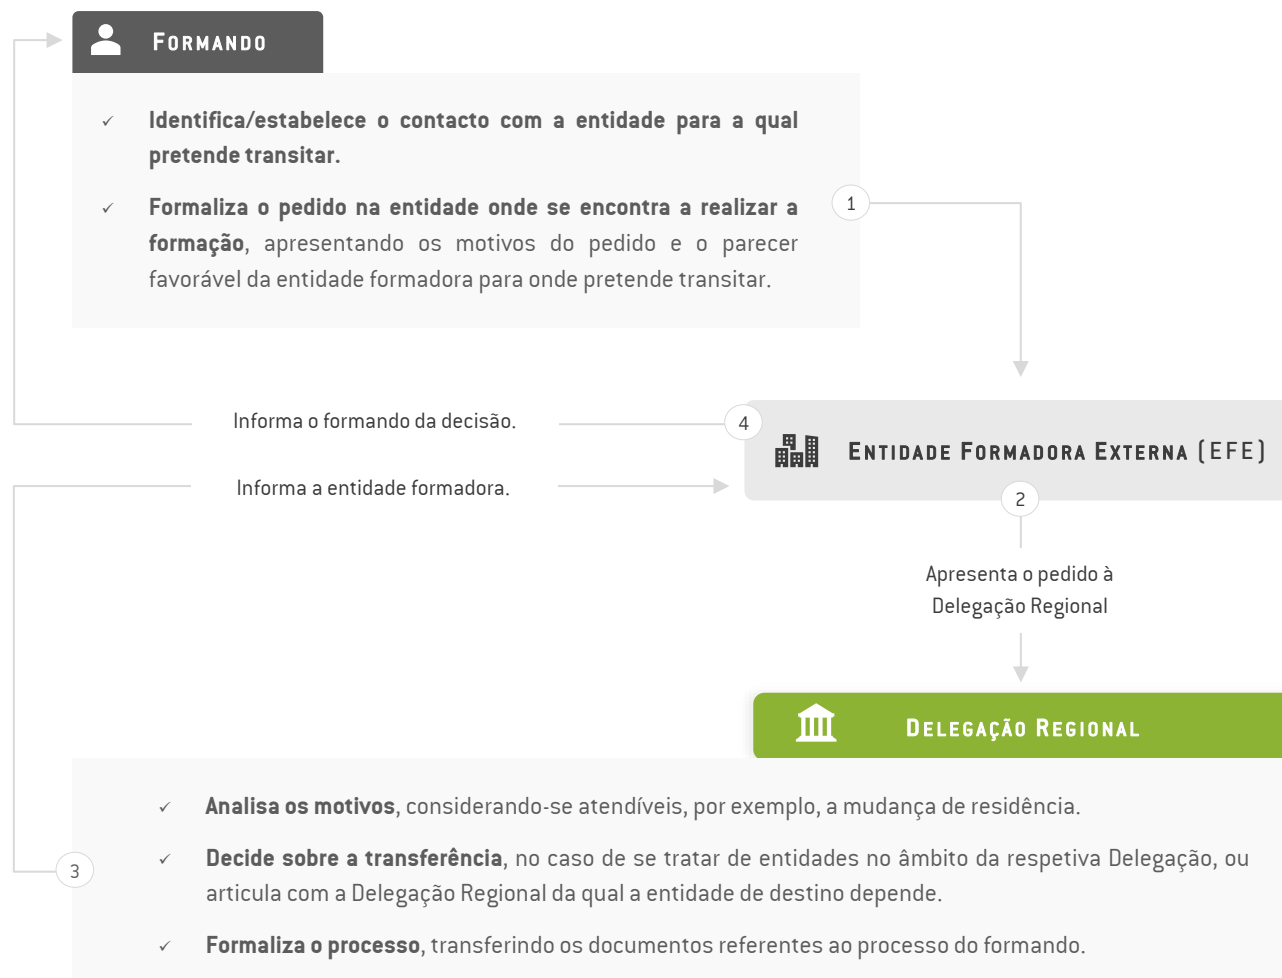 FORMANDO
✓ Identifica/estabelece o contacto com a entidade para a qual
pretende transitar.
✓ Formaliza o pedido na entidade onde se encontra a realizar a
formação, apresentando os motivos do pedido e o parecer
favorável da entidade formadora para onde pretende transitar.
1
Informa o formando da decisão.
4
ENTIDADE FORMADORA EXTERNA (EFE)
Informa a entidade formadora.
2
Apresenta o pedido à
Delegação Regional
DELEGAÇÃO REGIONAL
✓ Analisa os motivos, considerando-se atendíveis, por exemplo, a mudança de residência.
✓ Decide sobre a transferência, no caso de se tratar de entidades no âmbito da respetiva Delegação, ou
3
articula com a Delegação Regional da qual a entidade de destino depende.
✓ Formaliza o processo, transferindo os documentos referentes ao processo do formando.